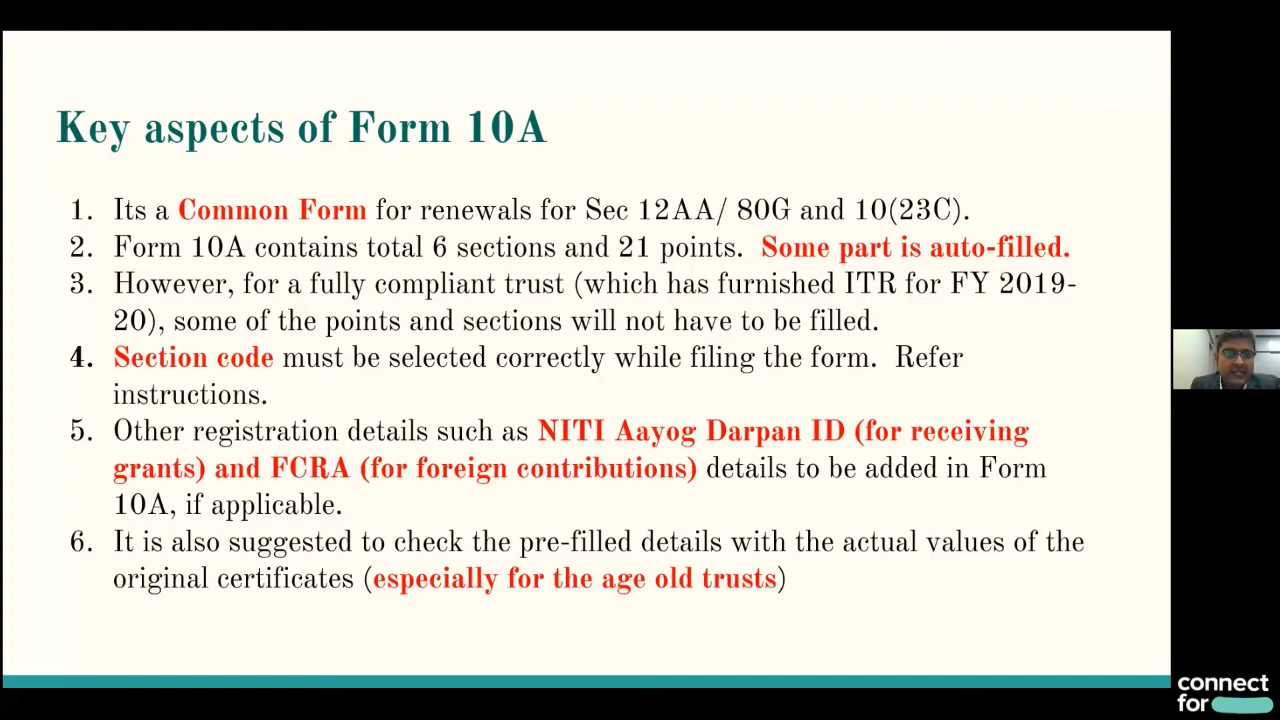 Key aspects of Form 10A
1. Its a Common Form for renewals for Sec 12AA/ 80G and 10(23C).
2. Form 10A contains total 6 sections and 21 points. Some part is auto-filled.
3. However, for a fully compliant trust (which has furnished ITR for FY 2019-
20), some of the points and sections will not have to be filled.
4. Section code must be selected correctly while filing the form. Refer
instructions.
5. Other registration details such as NITI Aayog Darpan ID (for receiving
grants) and FCRA (for foreign contributions) details to be added in Form
10A, if applicable.
6. It is also suggested to check the pre-filled details with the actual values of the
original certificates (especially for the age old trusts)
connect
for